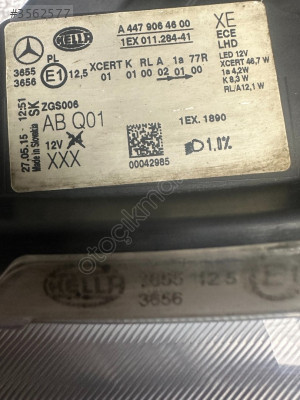 #3562577
HELLA
A 447 906 46 00
1EX 011.284-41
XE
ECE
LHD
3655
3656
PL
E1
12,5
XCERT K RL A 1a 77R
01 01 00 02 01 00
LED 12V
XCERT 46,7 W
1a 4,2W
K 8,3 W
RL/A 12,1 W
27.05.15 12:51
Made in Slovakia SK
ZGS006
AB Q01
12V
XXX
00042985
1EX. 1890
1,0%
HELLA
3655 12.5
3656
E1